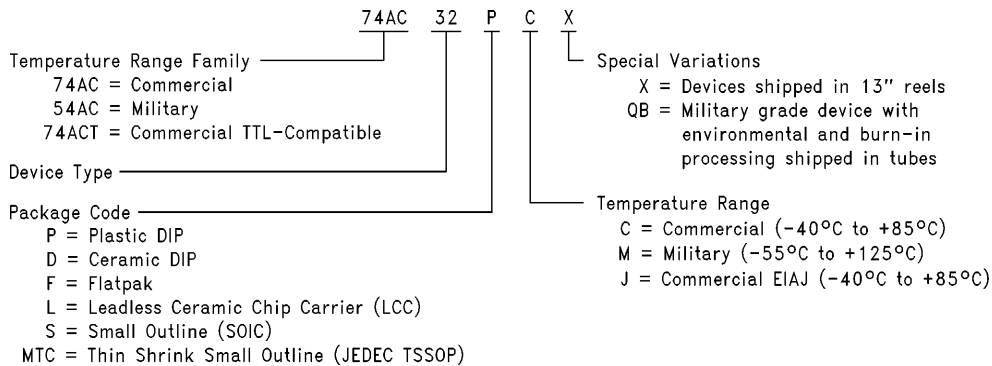 74AC 32 P C X
Temperature Range Family
74AC = Commercial
54AC = Military
74ACT = Commercial TTL-Compatible
Device Type
Package Code
P = Plastic DIP
D = Ceramic DIP
F = Flatpak
L = Leadless Ceramic Chip Carrier (LCC)
S = Small Outline (SOIC)
MTC = Thin Shrink Small Outline (JEDEC TSSOP)
Special Variations
X = Devices shipped in 13" reels
QB = Military grade device with
environmental and burn-in
processing shipped in tubes
Temperature Range
C = Commercial (-40°C to +85°C)
M = Military (-55°C to +125°C)
J = Commercial EIAJ (-40°C to +85°C)